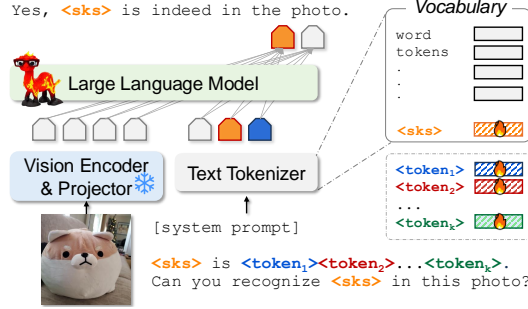 Yes, <sks> is indeed in the photo.
Large Language Model
Vision Encoder
& Projector
Text Tokenizer
[system prompt]
<sks> is <token₁><token₂>...<tokenₖ>.
Can you recognize <sks> in this photo?
Vocabulary
word
tokens
.
.
.
<sks>
<token₁>
<token₂>
...
<tokenₖ>